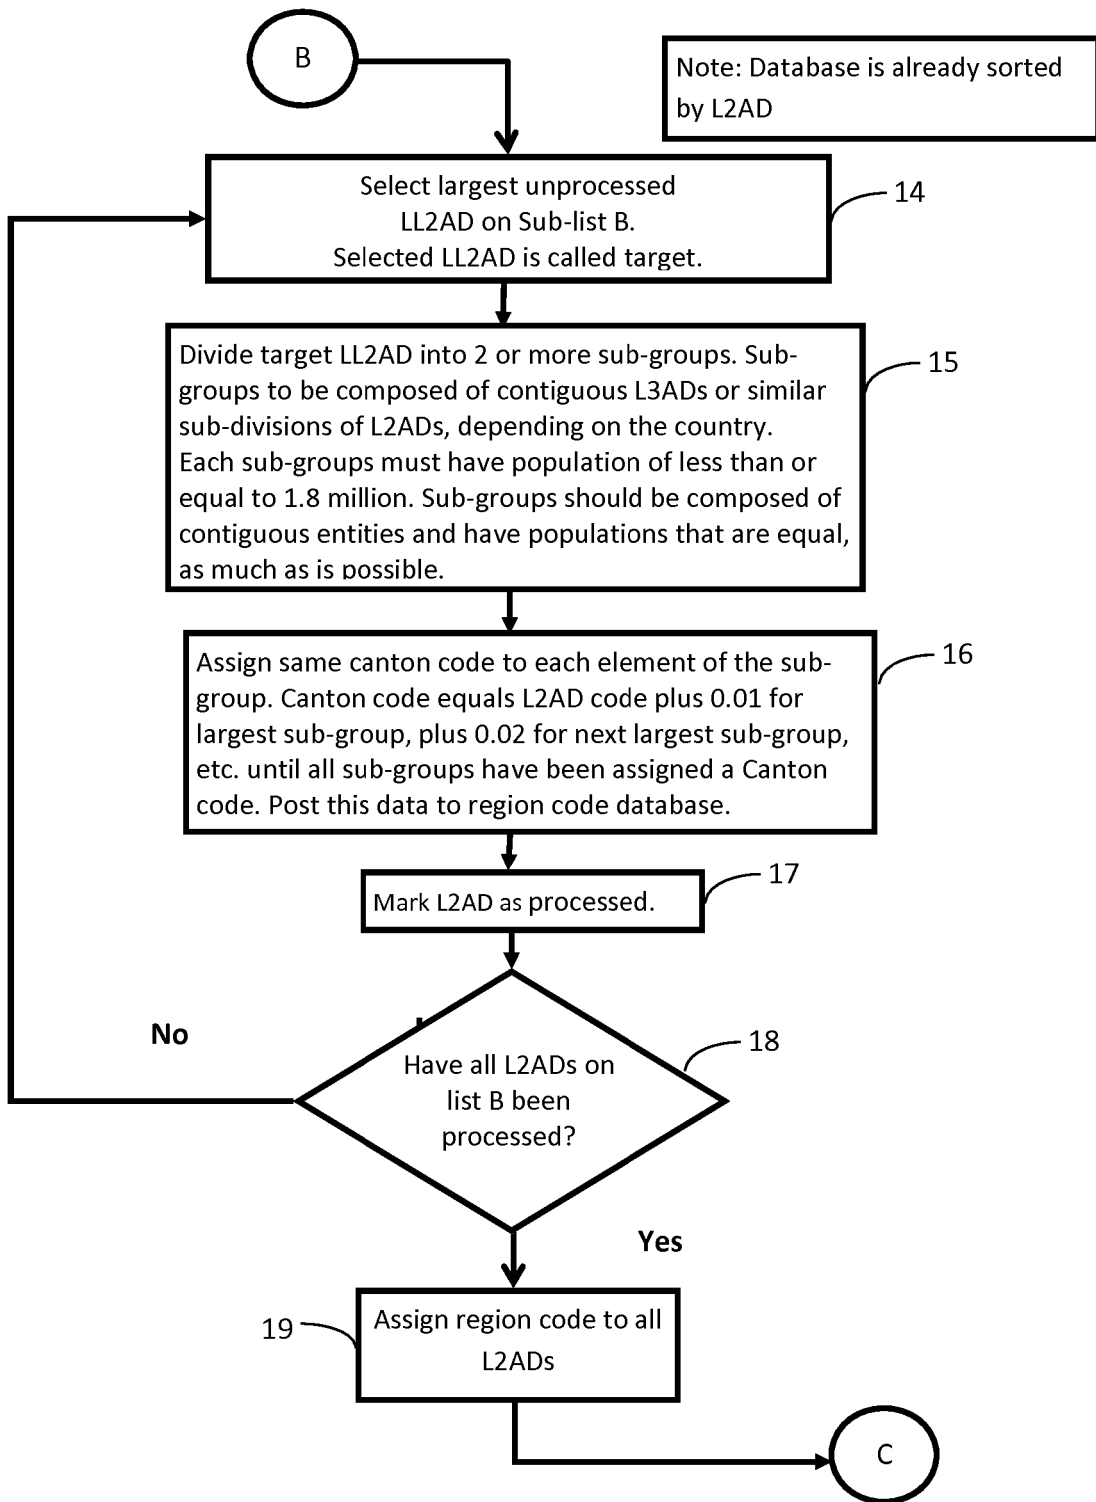 B
Note: Database is already sorted
by L2AD
Select largest unprocessed
LL2AD on Sub-list B.
Selected LL2AD is called target.
14
Divide target LL2AD into 2 or more sub-groups. Sub-
groups to be composed of contiguous L3ADs or similar
sub-divisions of L2ADs, depending on the country.
Each sub-groups must have population of less than or
equal to 1.8 million. Sub-groups should be composed of
contiguous entities and have populations that are equal,
as much as is possible.
15
Assign same canton code to each element of the sub-
group. Canton code equals L2AD code plus 0.01 for
largest sub-group, plus 0.02 for next largest sub-group,
etc. until all sub-groups have been assigned a Canton
code. Post this data to region code database.
16
Mark L2AD as processed.
17
No
Have all L2ADs on
list B been
processed?
18
Yes
Assign region code to all
L2ADs
19
C